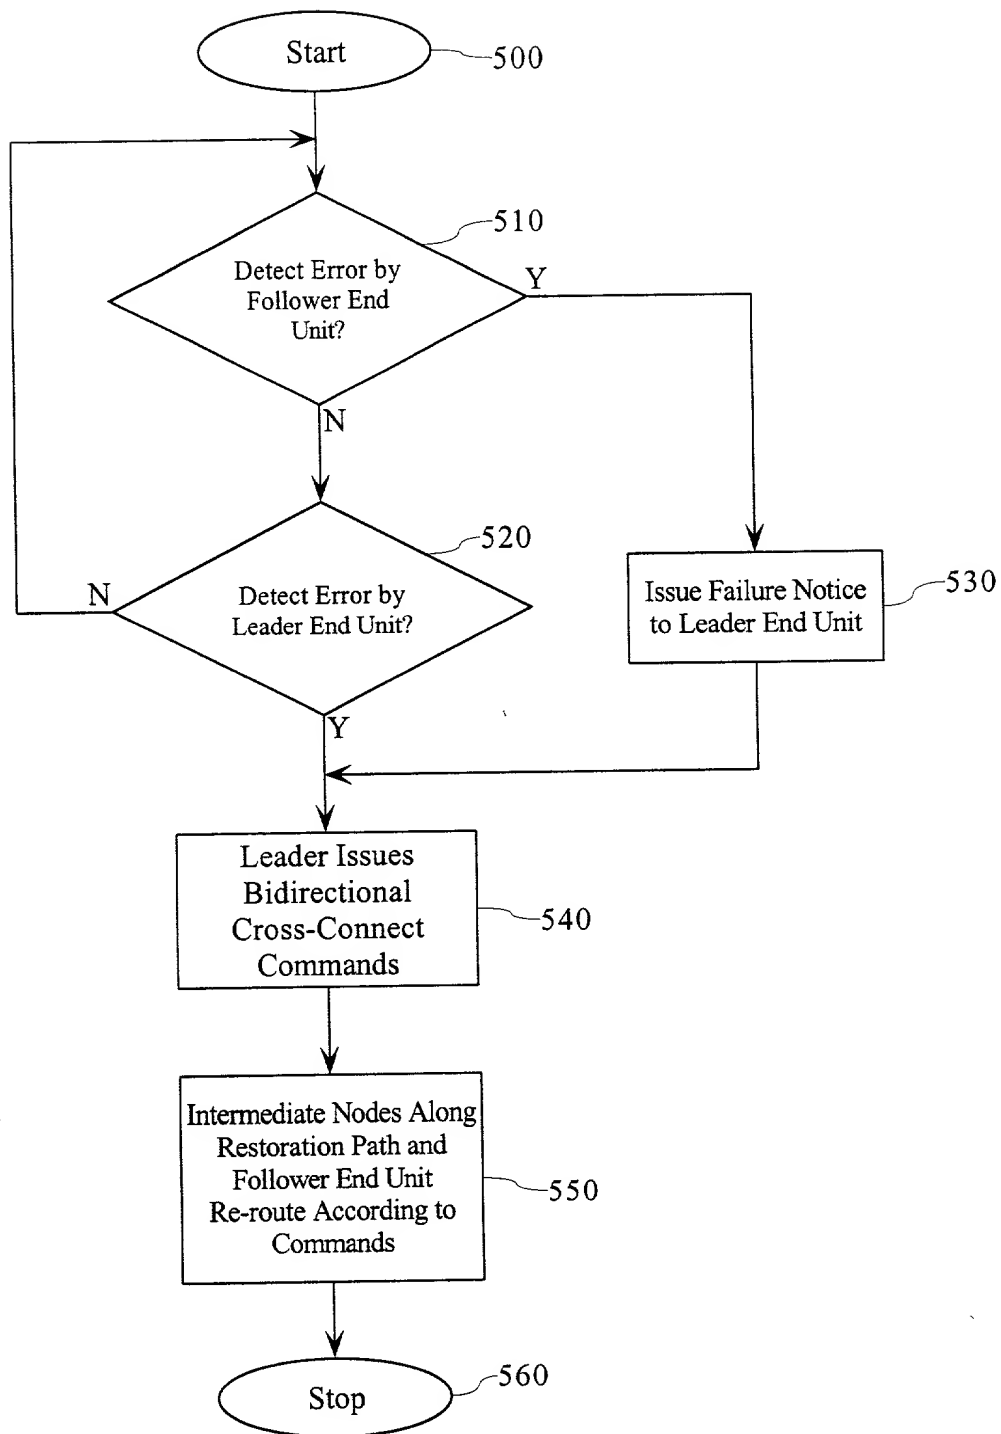 Start
500
510
Detect Error by
Follower End
Unit?
Y
N
520
N
Detect Error by
Leader End Unit?
Y
Issue Failure Notice
to Leader End Unit
530
Leader Issues
Bidirectional
Cross-Connect
Commands
540
Intermediate Nodes Along
Restoration Path and
Follower End Unit
Re-route According to
Commands
550
Stop
560